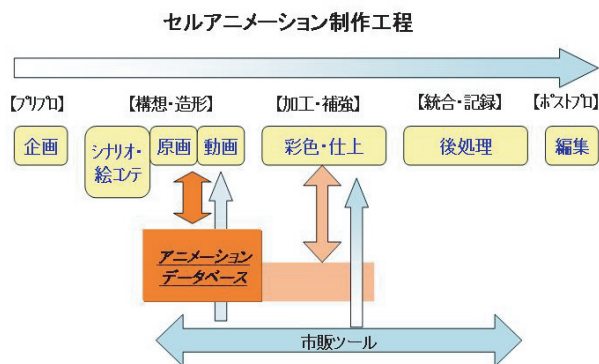 セルアニメーション制作工程
【プリプロ】 【構想・造形】 【加工・補強】 【統合・記録】 【ポストプロ】
企画
シナリオ・
絵コンテ
原画
動画
彩色・仕上
後処理
編集
アニメーション
データベース
市販ツール